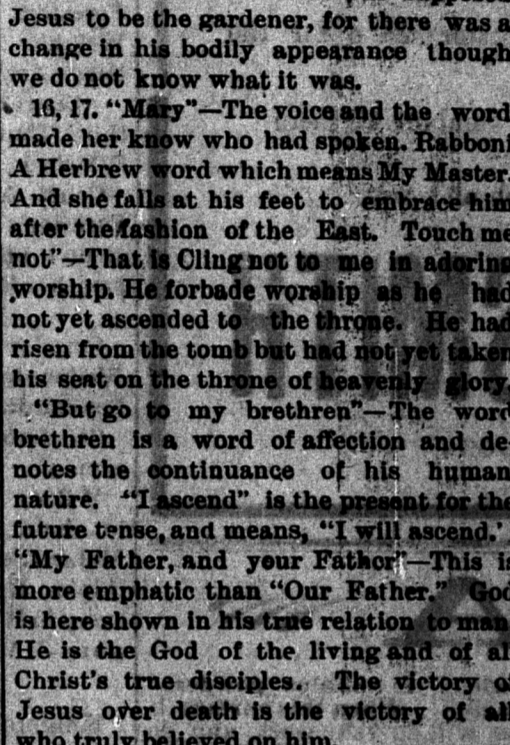 Jesus to be the gardener, for there was a
change in his bodily appearance though
we do not know what it was.
16, 17. "Mary"—The voice and the word
made her know who had spoken. Rabboni
A Herbrew word which means My Master.
And she falls at his feet to embrace him
after the fashion of the East. Touch me
not"—That is Cling not to me in adoring
worship. He forbade worship as he had
not yet ascended to the throne. He had
risen from the tomb but had not yet taken
his seat on the throne of heavenly glory.
"But go to my brethren"—The word
brethren is a word of affection and de-
notes the continuance of his human
nature. "I ascend" is the present for the
future tense, and means, "I will ascend.'
"My Father, and your Father"—This is
more emphatic than "Our Father." God
is here shown in his true relation to man
He is the God of the living and of all
Christ's true disciples. The victory of
Jesus over death is the victory of all
who truly believed on him.